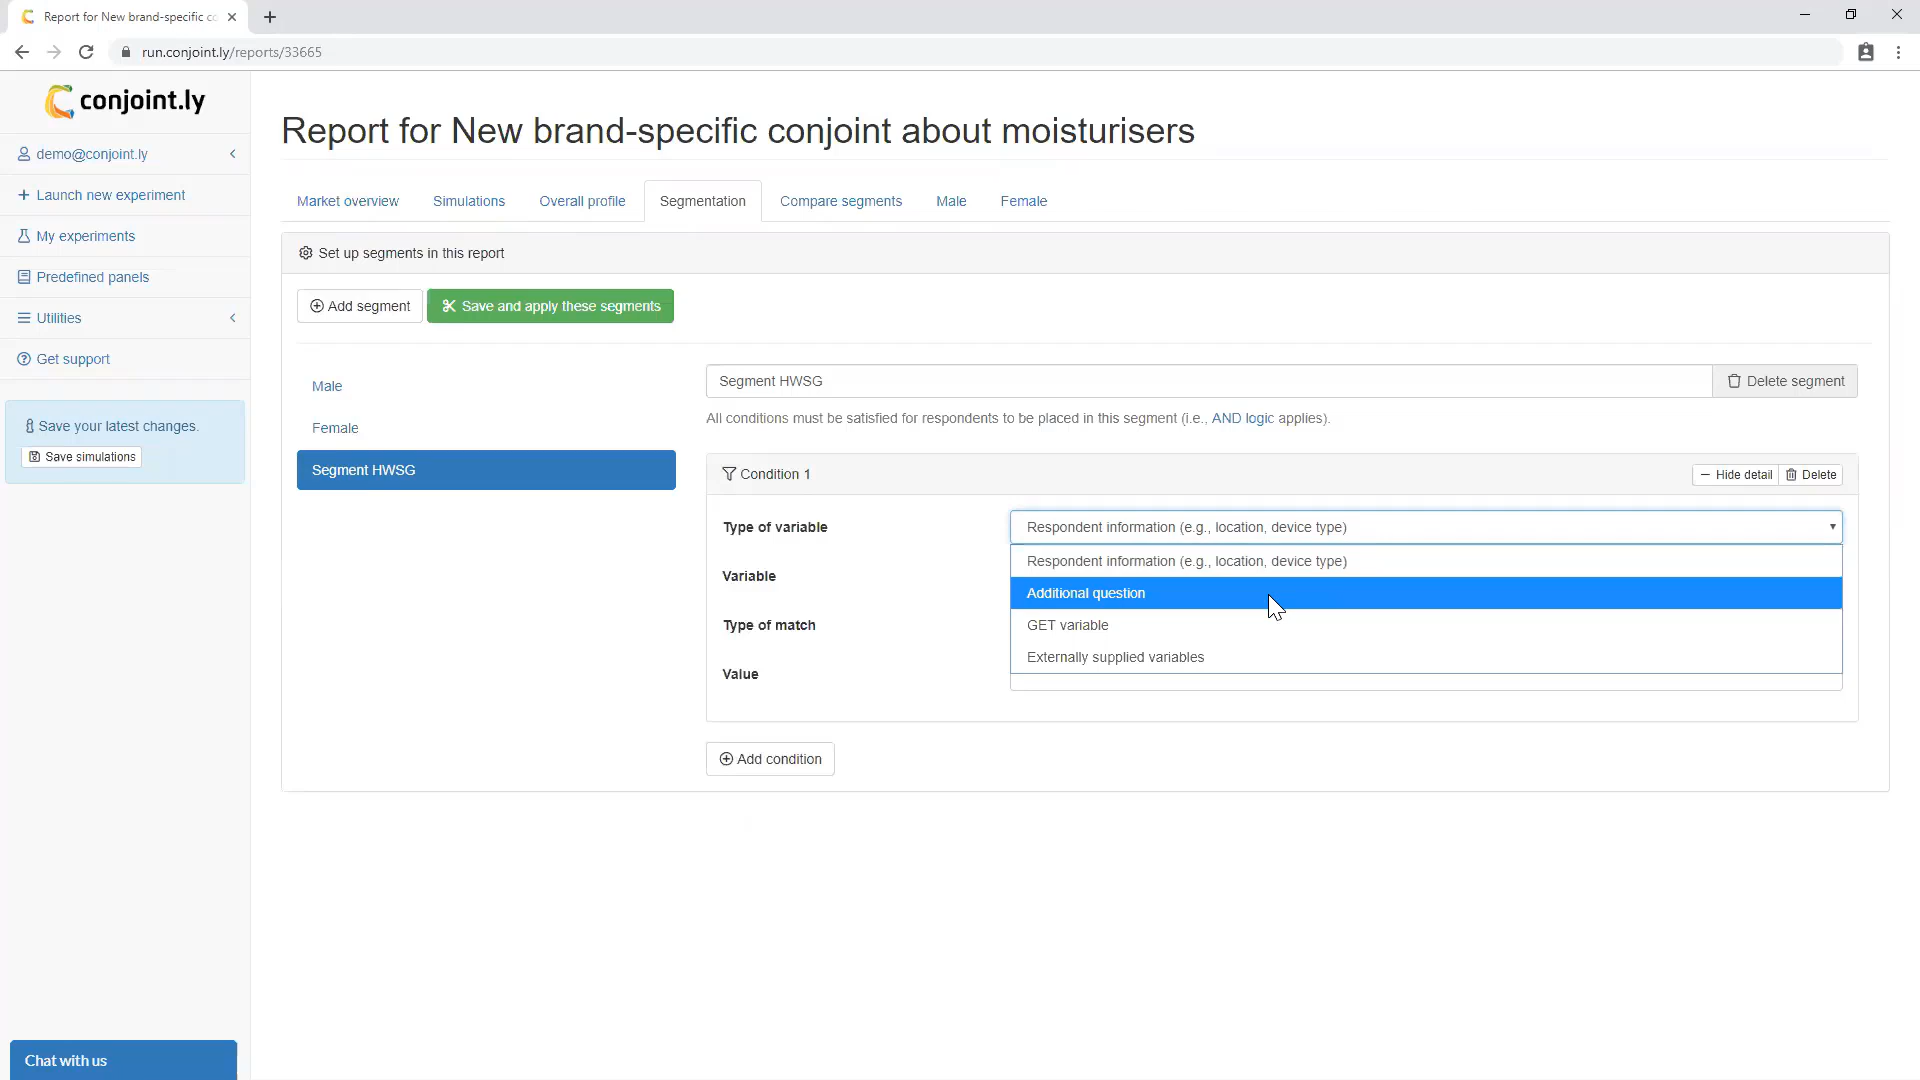 Report for New brand-specific co
run.conjoint.ly/reports/33665
conjoint.ly
demo@conjoint.ly
Launch new experiment
My experiments
Predefined panels
Utilities
Get support
Save your latest changes.
Save simulations
Chat with us
Report for New brand-specific conjoint about moisturisers
Market overview Simulations Overall profile Segmentation Compare segments Male Female
Set up segments in this report
Add segment Save and apply these segments
Male
Female
Segment HWSG
Segment HWSG Delete segment
All conditions must be satisfied for respondents to be placed in this segment (i.e., AND logic applies).
Condition 1 Hide detail Delete
Type of variable Respondent information (e.g., location, device type)
Respondent information (e.g., location, device type)
Variable
Additional question
Type of match GET variable
Externally supplied variables
Value
Add condition